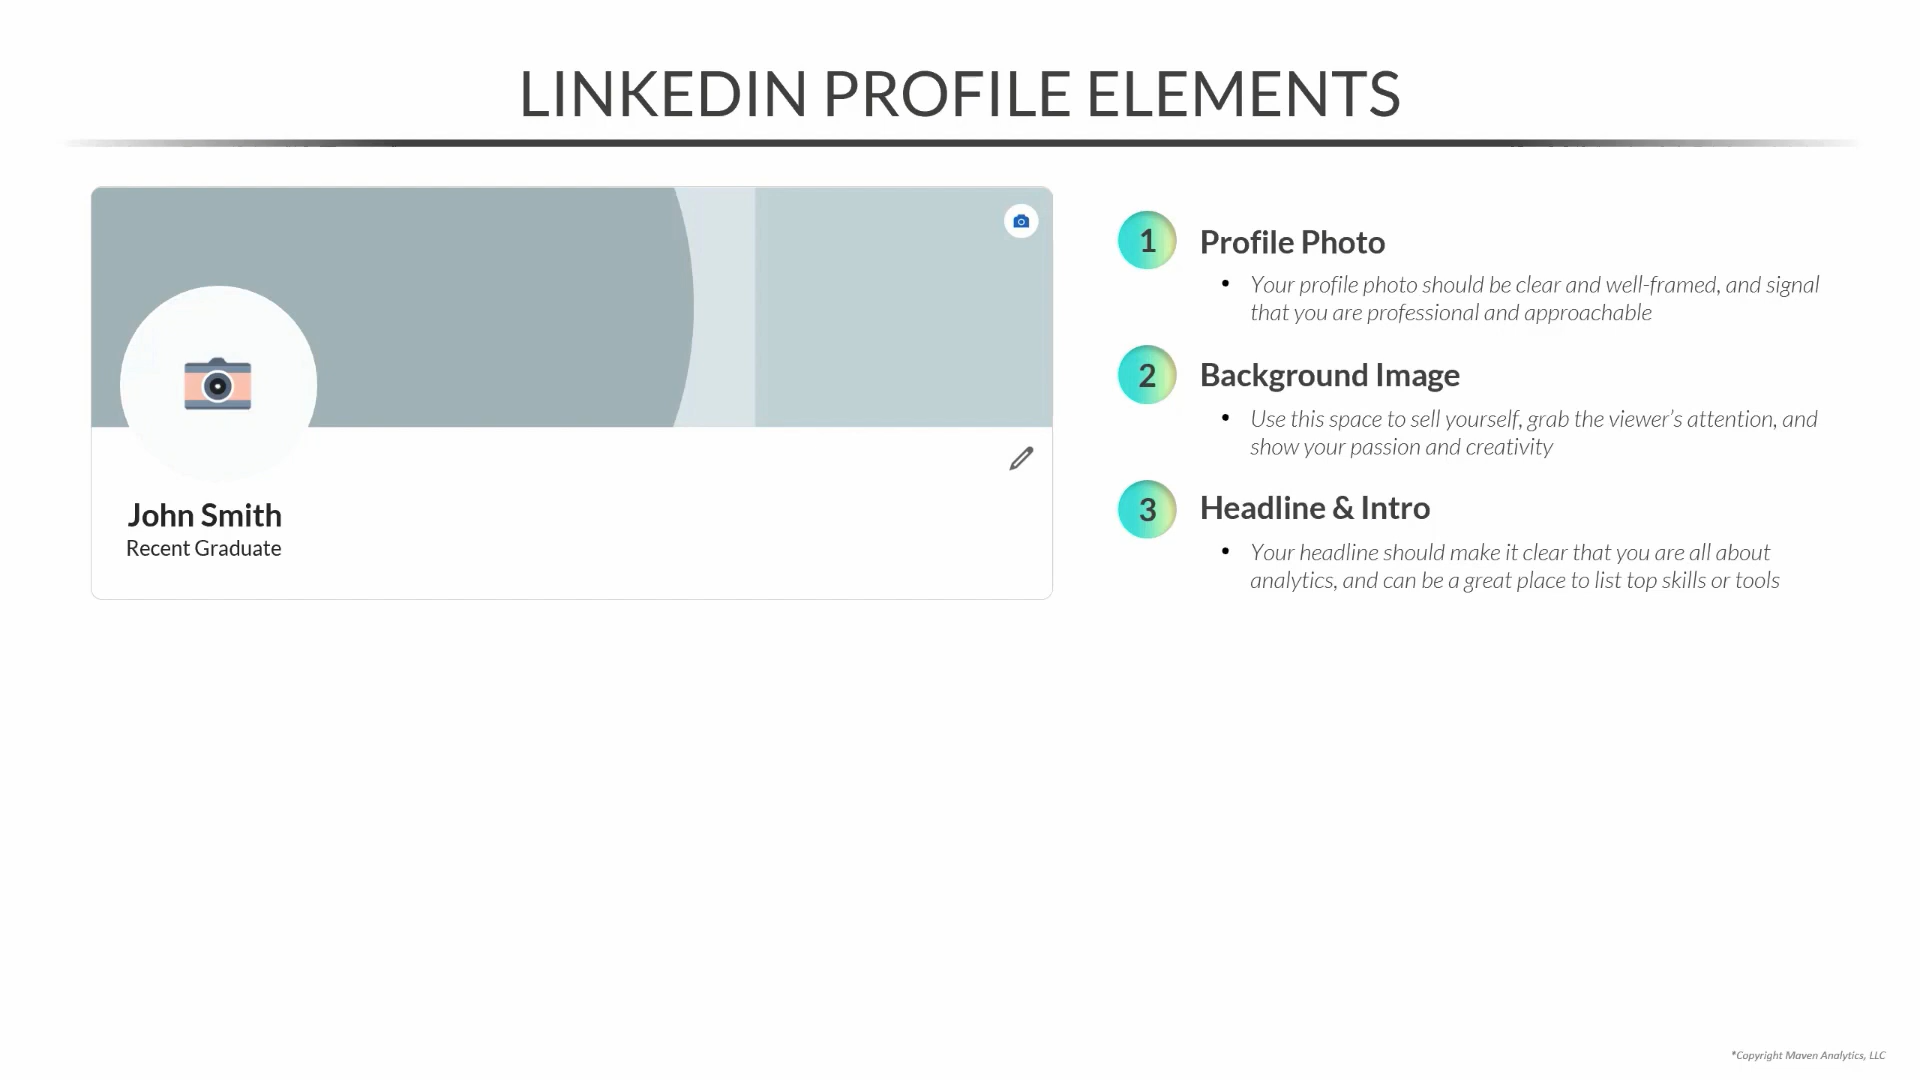 LINKEDIN PROFILE ELEMENTS
John Smith
Recent Graduate
1
Profile Photo
• Your profile photo should be clear and well-framed, and signal
that you are professional and approachable
2
Background Image
• Use this space to sell yourself, grab the viewer’s attention, and
show your passion and creativity
3
Headline & Intro
• Your headline should make it clear that you are all about
analytics, and can be a great place to list top skills or tools
*Copyright Maven Analytics, LLC